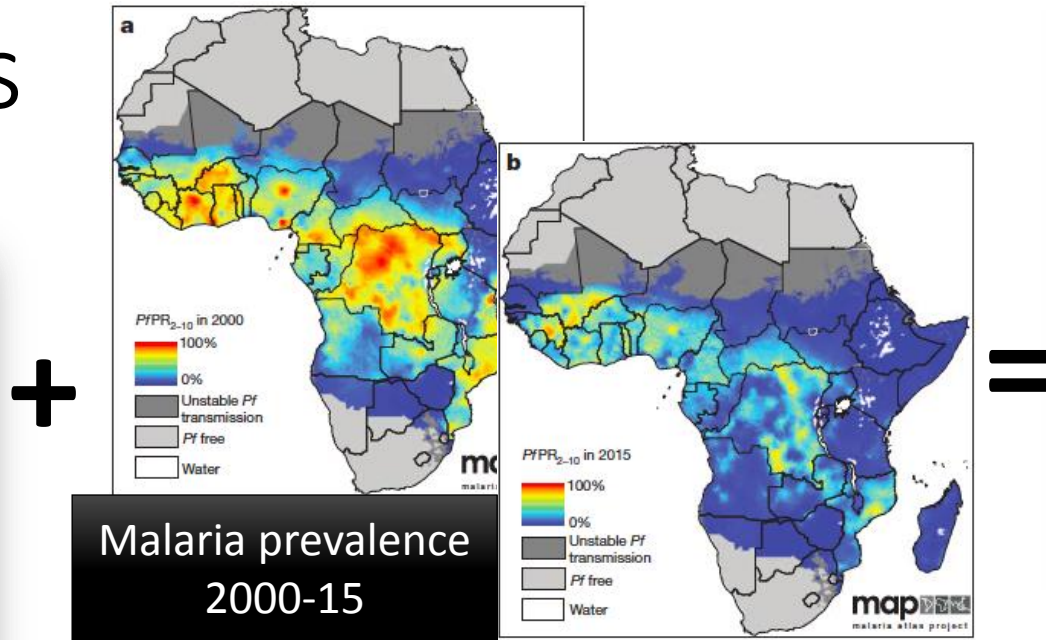 S
+
a
PfPR2–10 in 2000
100%
0%
Unstable Pf
transmission
Pf free
Water
malari
Malaria prevalence
2000-15
b
PfPR2–10 in 2015
100%
0%
Unstable Pf
transmission
Pf free
Water
map
malaria atlas project
=